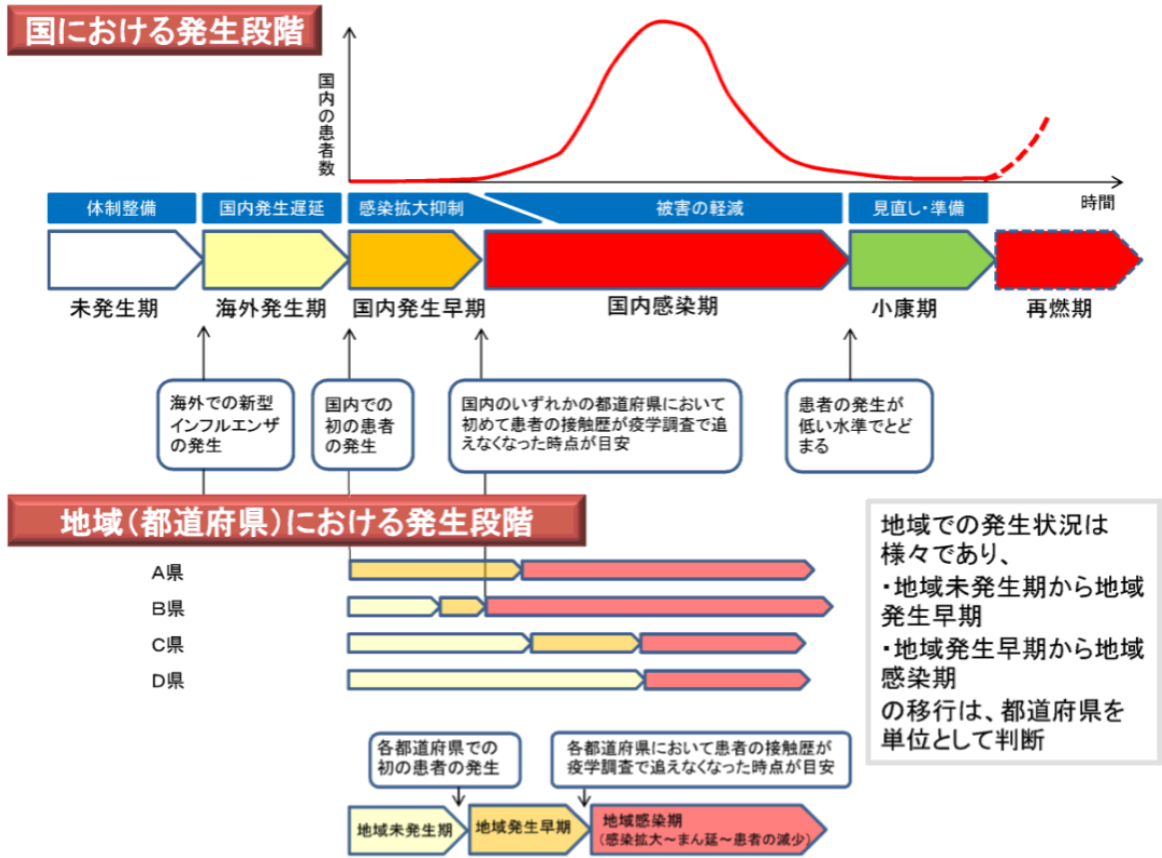 国における発生段階
国内の患者数
時間
体制整備
国内発生遅延
感染拡大抑制
被害の軽減
見直し・準備
未発生期
海外発生期
国内発生早期
国内感染期
小康期
再燃期
海外での新型
インフルエンザ
の発生
国内での
初の患者
の発生
国内のいずれかの都道府県において
初めて患者の接触歴が疫学調査で追
えなくなった時点が目安
患者の発生が
低い水準でとど
まる
地域(都道府県)における発生段階
A県
B県
C県
D県
地域での発生状況は
様々であり、
・地域未発生期から地域
発生早期
・地域発生早期から地域
感染期
の移行は、都道府県を
単位として判断
各都道府県での
初の患者の発生
各都道府県において患者の接触歴が
疫学調査で追えなくなった時点が目安
地域未発生期
地域発生早期
地域感染期
(感染拡大～まん延～患者の減少)